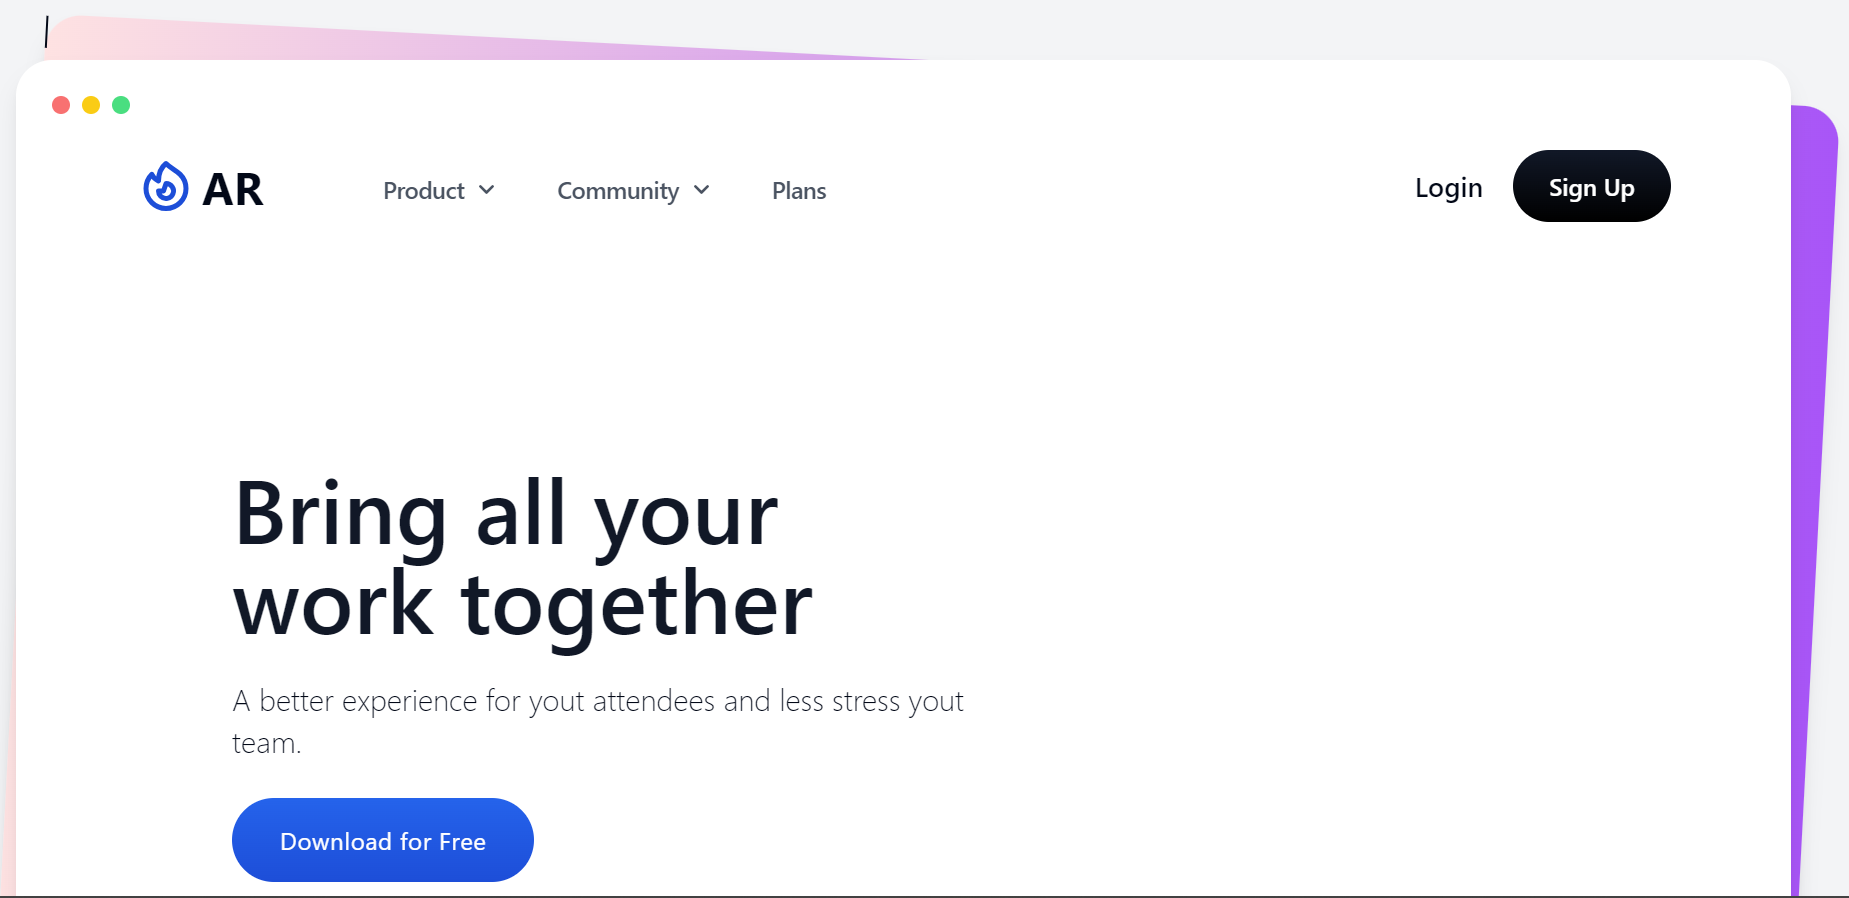 AR
Product
Community
Plans
Login
Sign Up
Bring all your
work together
A better experience for yout attendees and less stress yout
team.
Download for Free